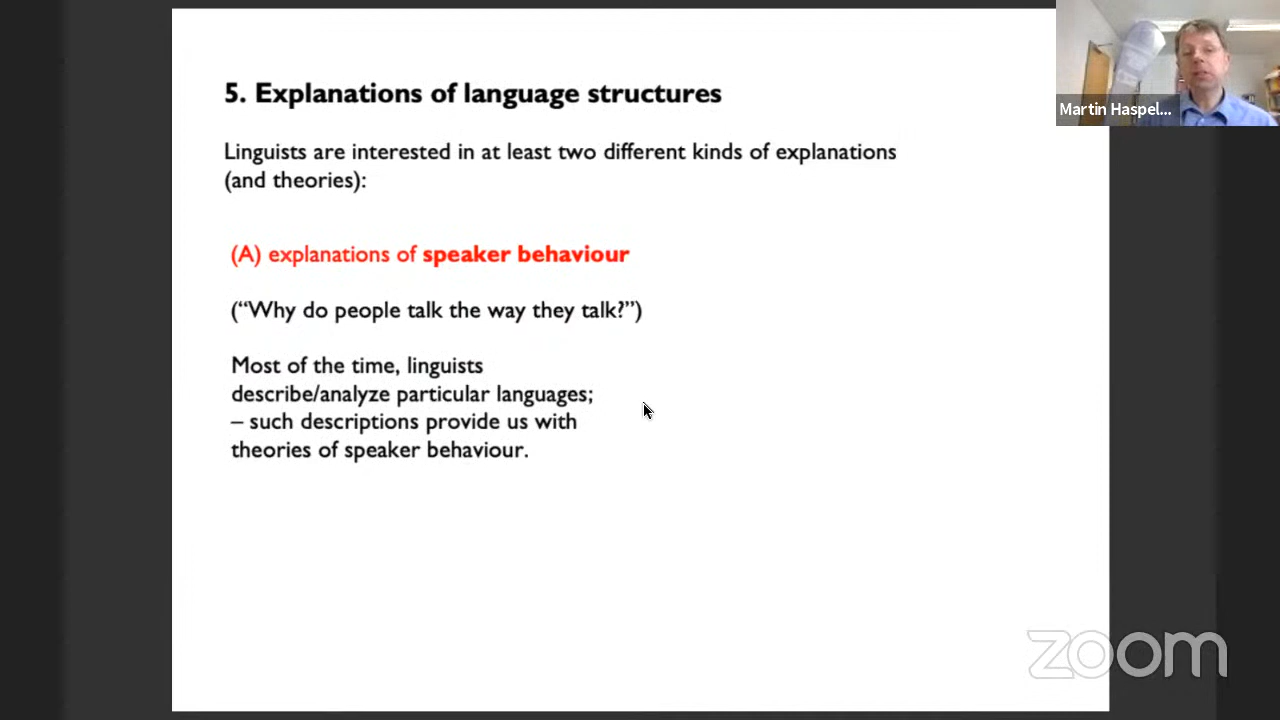 5. Explanations of language structures
Linguists are interested in at least two different kinds of explanations
(and theories):
(A) explanations of speaker behaviour
(“Why do people talk the way they talk?”)
Most of the time, linguists
describe/analyze particular languages;
– such descriptions provide us with
theories of speaker behaviour.
Martin Haspel...
zoom